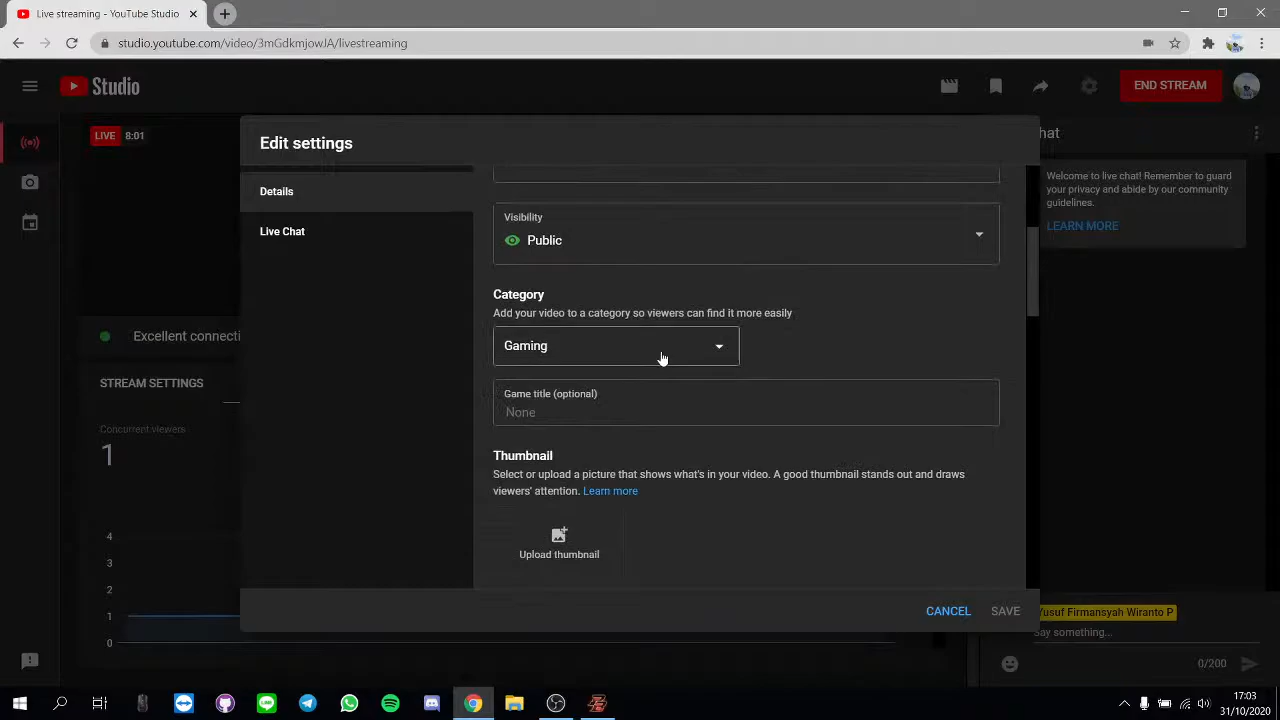 Live streaming - YouTube Studio
studio.youtube.com/video/3mGdkmjowJA/livestreaming
Studio
END STREAM
LIVE 8:01
Edit settings
hat
Details
Live Chat
Visibility
Public
Category
Add your video to a category so viewers can find it more easily
Gaming
Game title (optional)
None
Thumbnail
Select or upload a picture that shows what's in your video. A good thumbnail stands out and draws
viewers' attention. Learn more
Upload thumbnail
CANCEL
SAVE
Welcome to live chat! Remember to guard
your privacy and abide by our community
guidelines.
LEARN MORE
Excellent connecti
STREAM SETTINGS
Concurrent viewers
1
4
3
2
1
0
Yusuf Firmansyah Wiranto P
Say something...
0/200
17:03
31/10/2020